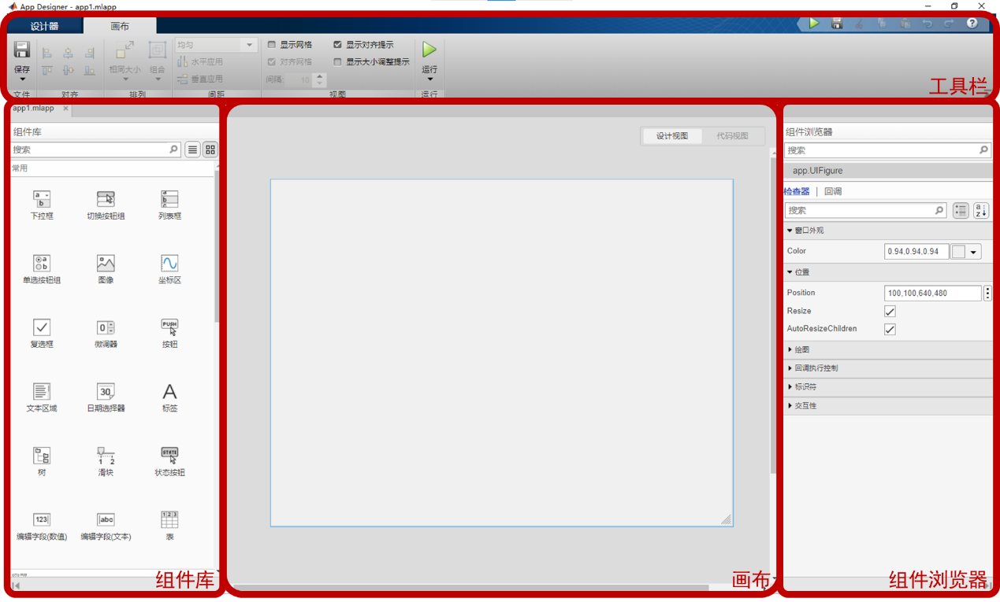 App Designer - app1.mlapp
设计器 画布
保存
相同大小 组合
均匀
水平应用
垂直应用
显示网格
对齐网格
间隔: 10
显示对齐提示
显示大小调整提示
运行
文件 对齐 排列 间距 视图 运行
工具栏
app1.mlapp
组件库
搜索
常用
下拉框 切换按钮组 列表框
单选按钮组 图像 坐标区
复选框 微调器 按钮
文本区域 日期选择器 标签
树 滑块 状态按钮
编辑字段(数值) 编辑字段(文本) 表
组件库
设计视图 代码视图
画布
组件浏览器
搜索
app.UIFigure
检查器 | 回调
搜索
窗口外观
Color 0.94,0.94,0.94
位置
Position 100,100,640,480
Resize
AutoResizeChildren
绘图
回调执行控制
标识符
交互性
组件浏览器